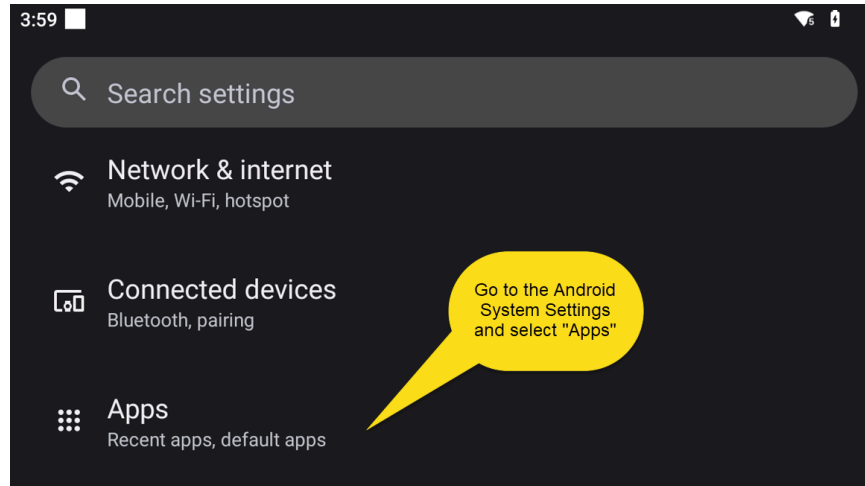 3:59
5
Search settings
Network & internet
Mobile, Wi-Fi, hotspot
Connected devices
Bluetooth, pairing
Go to the Android
System Settings
and select "Apps"
Apps
Recent apps, default apps